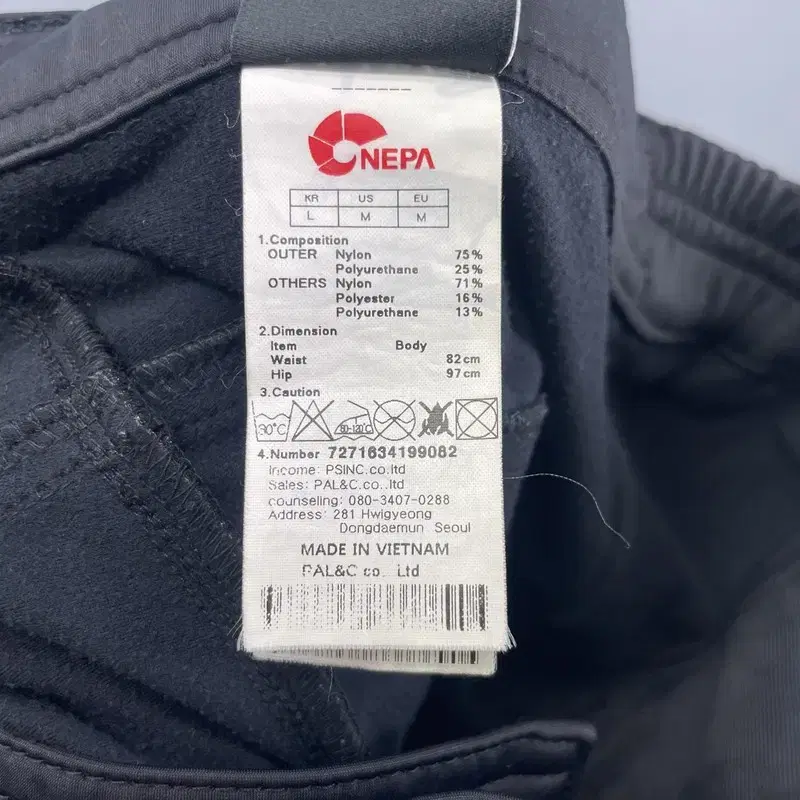 NEPA
KR US EU
L M M
1.Composition
OUTER Nylon 75%
Polyurethane 25%
OTHERS Nylon 71%
Polyester 16%
Polyurethane 13%
2.Dimension
Item Body
Waist 82cm
Hip 97cm
3.Caution
30°C 80-120°C
4.Number 7271634199082
Income: PSINC.co.ltd
Sales: PAL&C.co..ltd
counseling: 080-3407-0288
Address: 281 Hwigyeong
Dongdaemun Seoul
MADE IN VIETNAM
PAL&C co.. Ltd